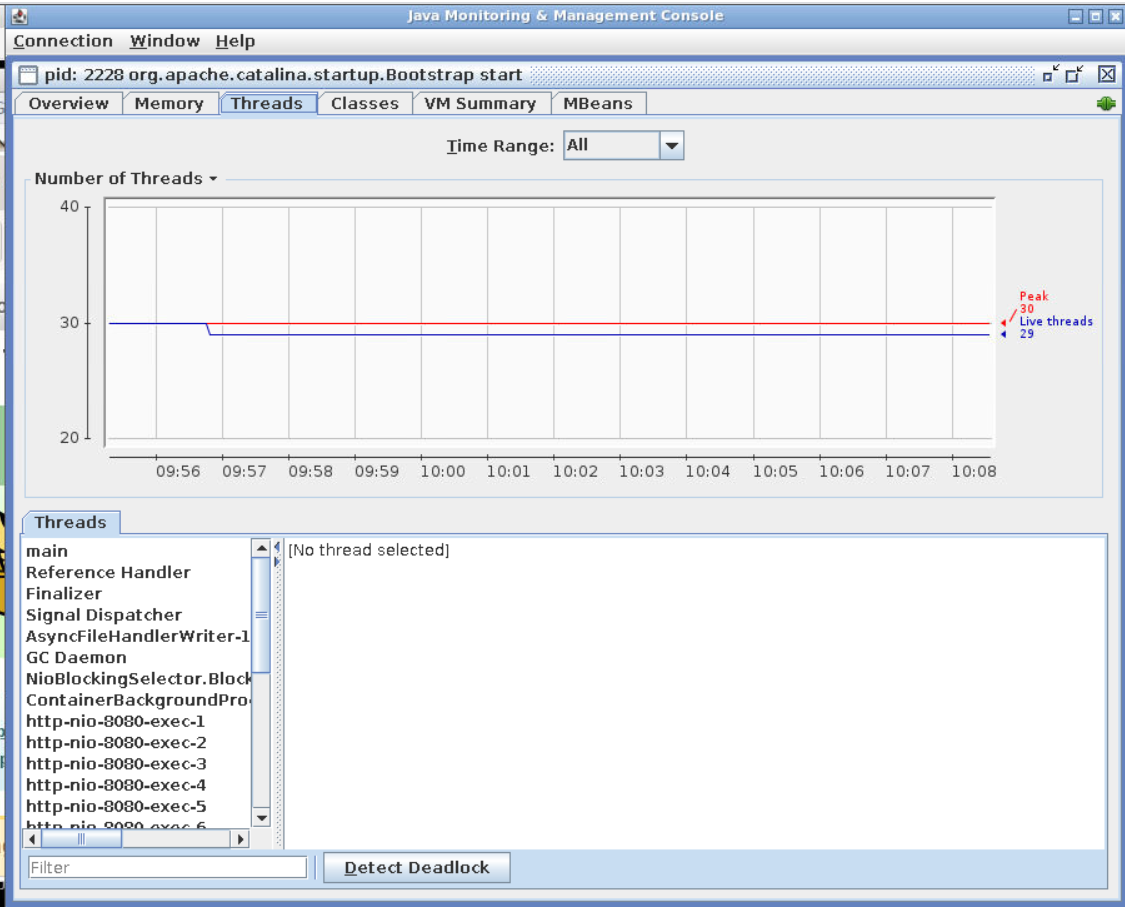 Java Monitoring & Management Console
Connection Window Help
pid: 2228 org.apache.catalina.startup.Bootstrap start
Overview Memory Threads Classes VM Summary MBeans
Time Range: All
Number of Threads
40
30
20
Peak
30
Live threads
29
09:56 09:57 09:58 09:59 10:00 10:01 10:02 10:03 10:04 10:05 10:06 10:07 10:08
Threads
main
Reference Handler
Finalizer
Signal Dispatcher
AsyncFileHandlerWriter-1
GC Daemon
NioBlockingSelector.Block
ContainerBackgroundPro
http-nio-8080-exec-1
http-nio-8080-exec-2
http-nio-8080-exec-3
http-nio-8080-exec-4
http-nio-8080-exec-5
http-nio-8080-exec-6
[No thread selected]
Filter
Detect Deadlock